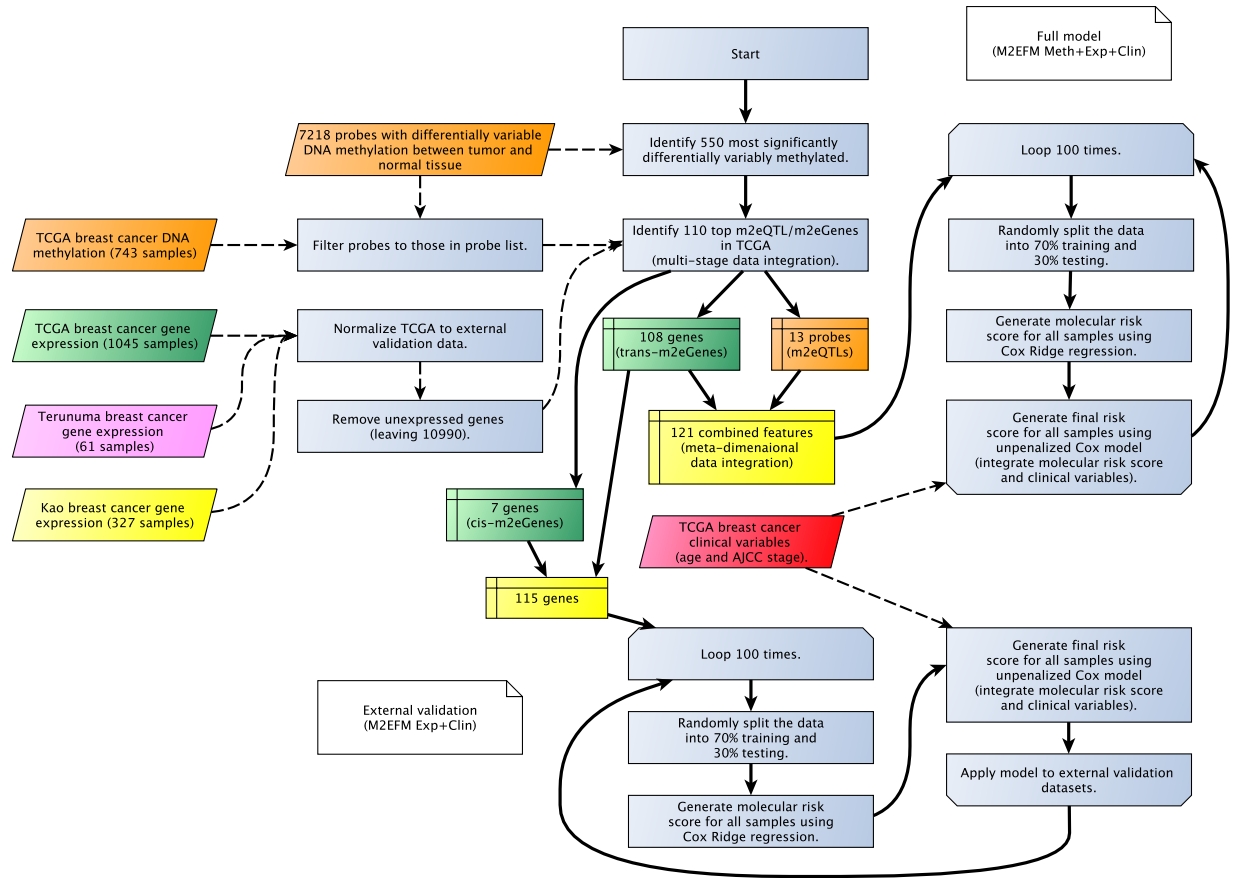 Start
Full model
(M2EFM Meth+Exp+Clin)
7218 probes with differentially variable
DNA methylation between tumor and
normal tissue
Identify 550 most significantly
differentially variably methylated.
Loop 100 times.
TCGA breast cancer DNA
methylation (743 samples)
Filter probes to those in probe list.
Identify 110 top m2eQTL/m2eGenes
in TCGA
(multi-stage data integration).
Randomly split the data
into 70% training and
30% testing.
TCGA breast cancer gene
expression (1045 samples)
Normalize TCGA to external
validation data.
108 genes
(trans-m2eGenes)
13 probes
(m2eQTLs)
Generate molecular risk
score for all samples using
Cox Ridge regression.
Terunuma breast cancer
gene expression
(61 samples)
Remove unexpressed genes
(leaving 10990).
121 combined features
(meta-dimenaional
data integration)
Generate final risk
score for all samples using
unpenalized Cox model
(integrate molecular risk score
and clinical variables).
Kao breast cancer gene
expression (327 samples)
7 genes
(cis-m2eGenes)
TCGA breast cancer
clinical variables
(age and AJCC stage).
115 genes
Loop 100 times.
Generate final risk
score for all samples using
unpenalized Cox model
(integrate molecular risk score
and clinical variables).
External validation
(M2EFM Exp+Clin)
Randomly split the data
into 70% training and
30% testing.
Apply model to external validation
datasets.
Generate molecular risk
score for all samples using
Cox Ridge regression.